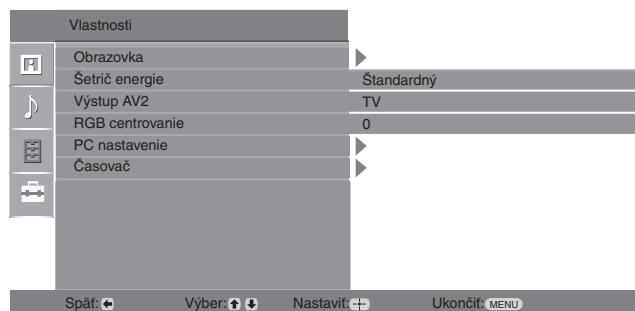 Vlastnosti
Obrazovka
Šetrič energie Štandardný
Výstup AV2 TV
RGB centrovanie 0
PC nastavenie
Časovač
Späť: Výber: Nastaviť: Ukončiť: MENU